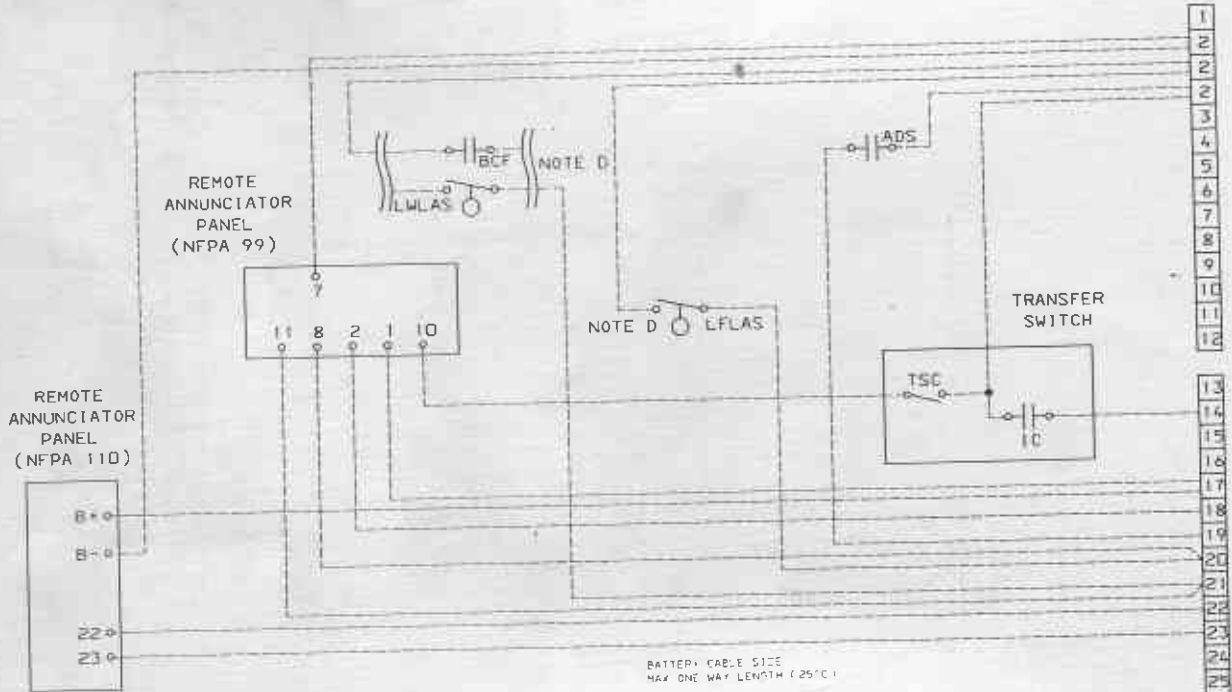 1
2
2
2
3
4
5
6
7
8
9
10
11
12
ADS
BCF
NOTE D
LWLAS
REMOTE
ANNUNCIATOR
PANEL
(NFPA 99)
7
11 8 2 1 10
NOTE D LFLAS
TRANSFER
SWITCH
TSC
IC
13
14
15
16
17
18
19
20
21
22
23
24
25
REMOTE
ANNUNCIATOR
PANEL
(NFPA 110)
B+
B-
22
23
BATTERY CABLE SIZE
MAX ONE WAY LENGTH (25°C)